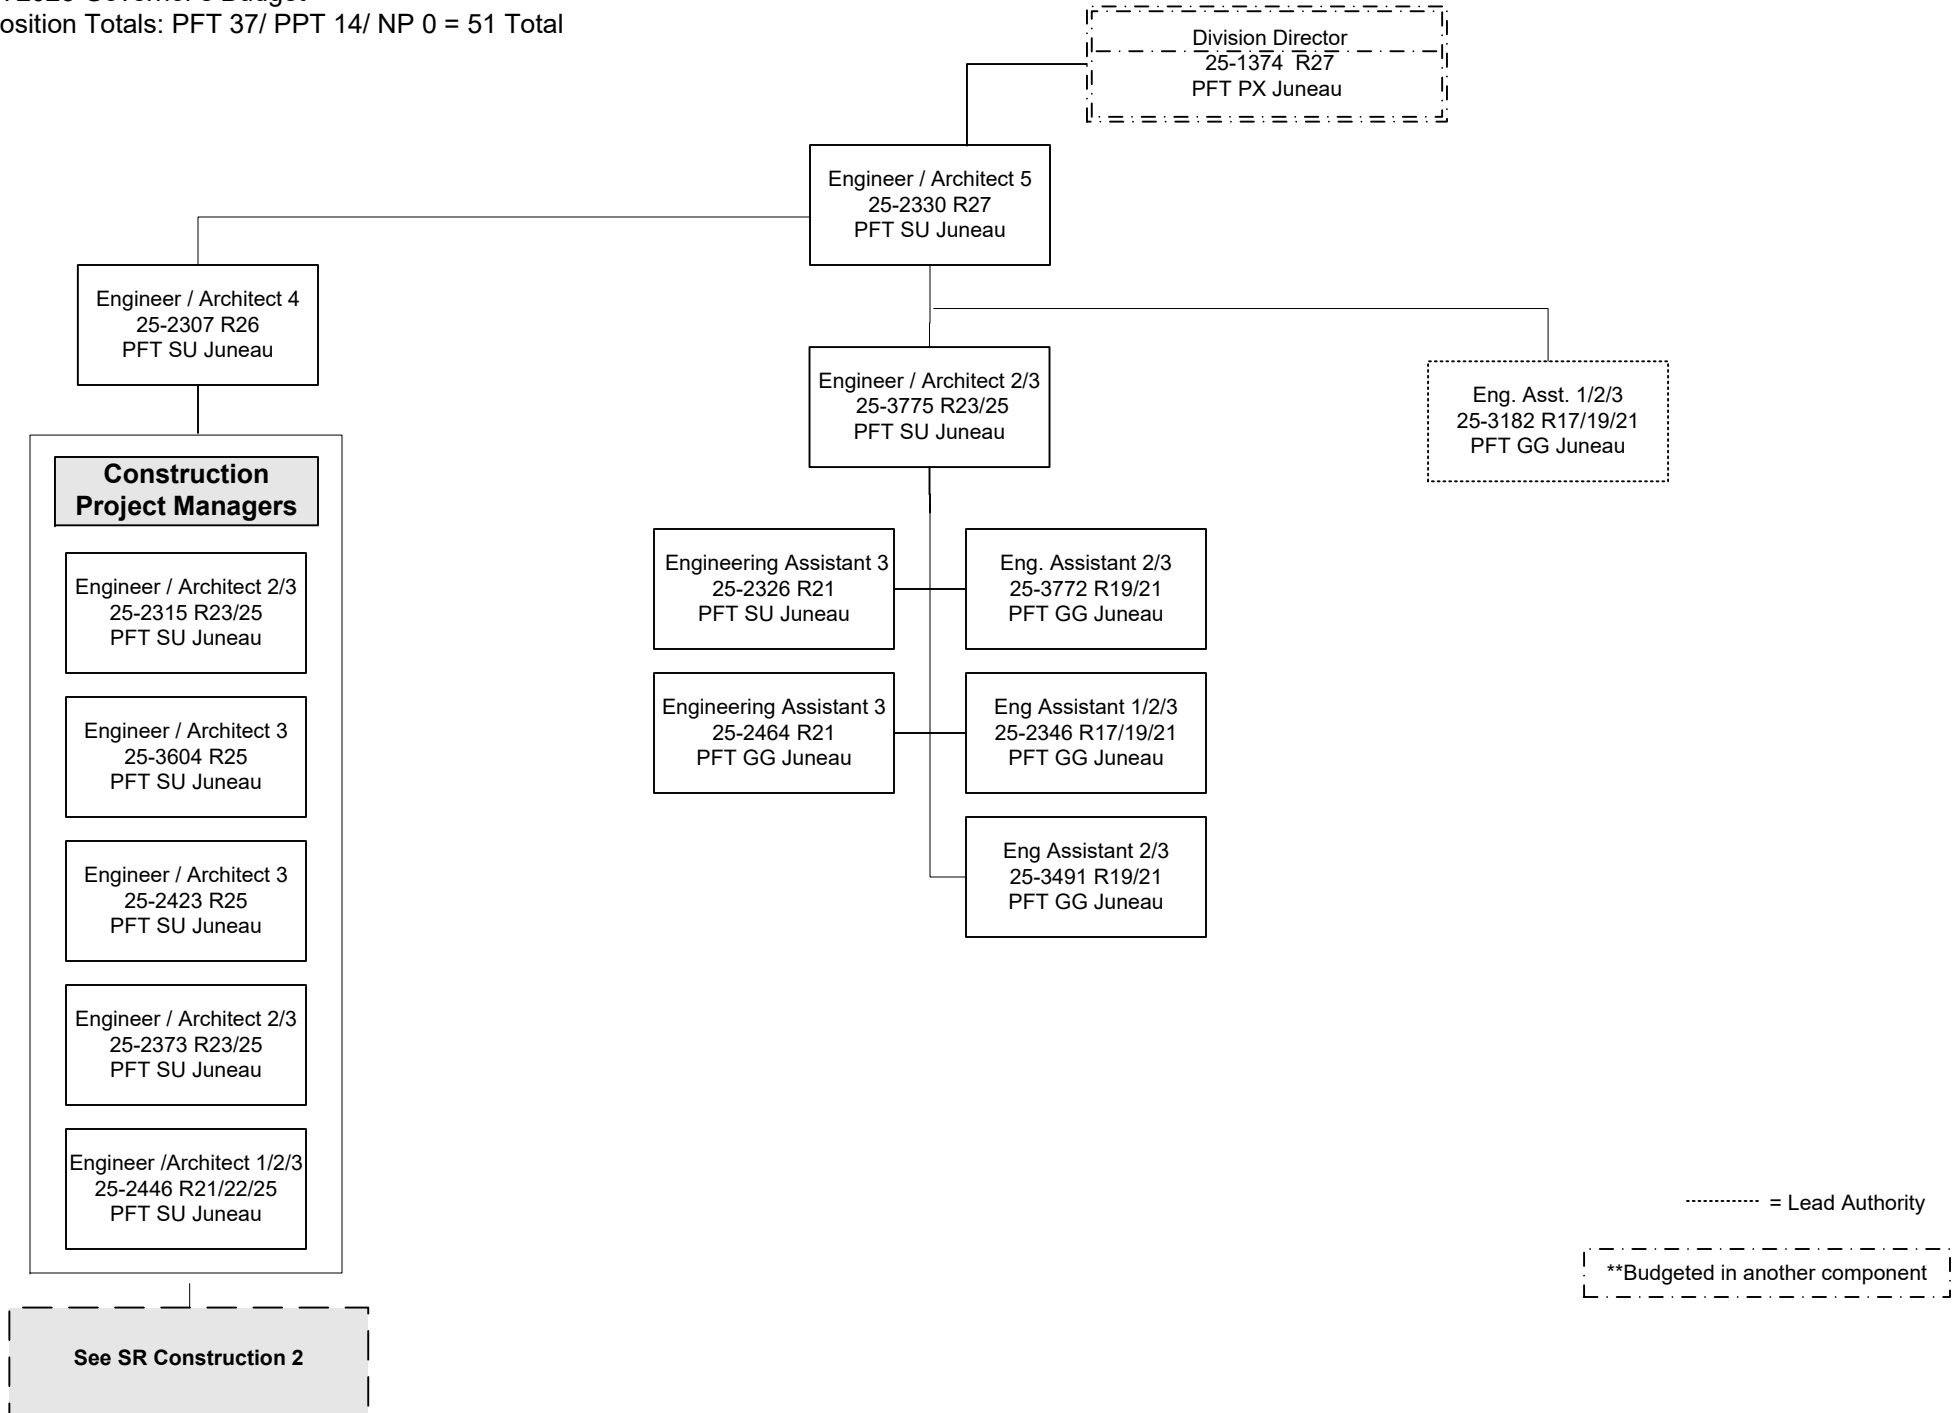 osition Totals: PFT 37/ PPT 14/ NP 0 = 51 Total
Division Director
25-1374 R27
PFT PX Juneau
Engineer / Architect 5
25-2330 R27
PFT SU Juneau
Engineer / Architect 4
25-2307 R26
PFT SU Juneau
Engineer / Architect 2/3
25-3775 R23/25
PFT SU Juneau
Eng. Asst. 1/2/3
25-3182 R17/19/21
PFT GG Juneau
Construction
Project Managers
Engineer / Architect 2/3
25-2315 R23/25
PFT SU Juneau
Engineer / Architect 3
25-3604 R25
PFT SU Juneau
Engineer / Architect 3
25-2423 R25
PFT SU Juneau
Engineer / Architect 2/3
25-2373 R23/25
PFT SU Juneau
Engineer /Architect 1/2/3
25-2446 R21/22/25
PFT SU Juneau
See SR Construction 2
Engineering Assistant 3
25-2326 R21
PFT SU Juneau
Eng. Assistant 2/3
25-3772 R19/21
PFT GG Juneau
Engineering Assistant 3
25-2464 R21
PFT GG Juneau
Eng Assistant 1/2/3
25-2346 R17/19/21
PFT GG Juneau
Eng Assistant 2/3
25-3491 R19/21
PFT GG Juneau
= Lead Authority
**Budgeted in another component